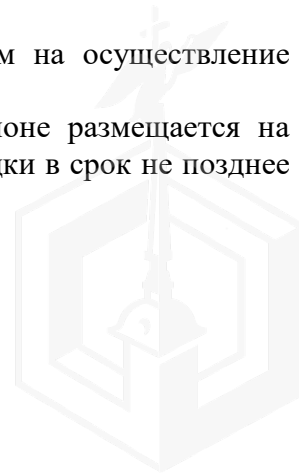 м на осуществление
оне размещается на
дки в срок не позднее